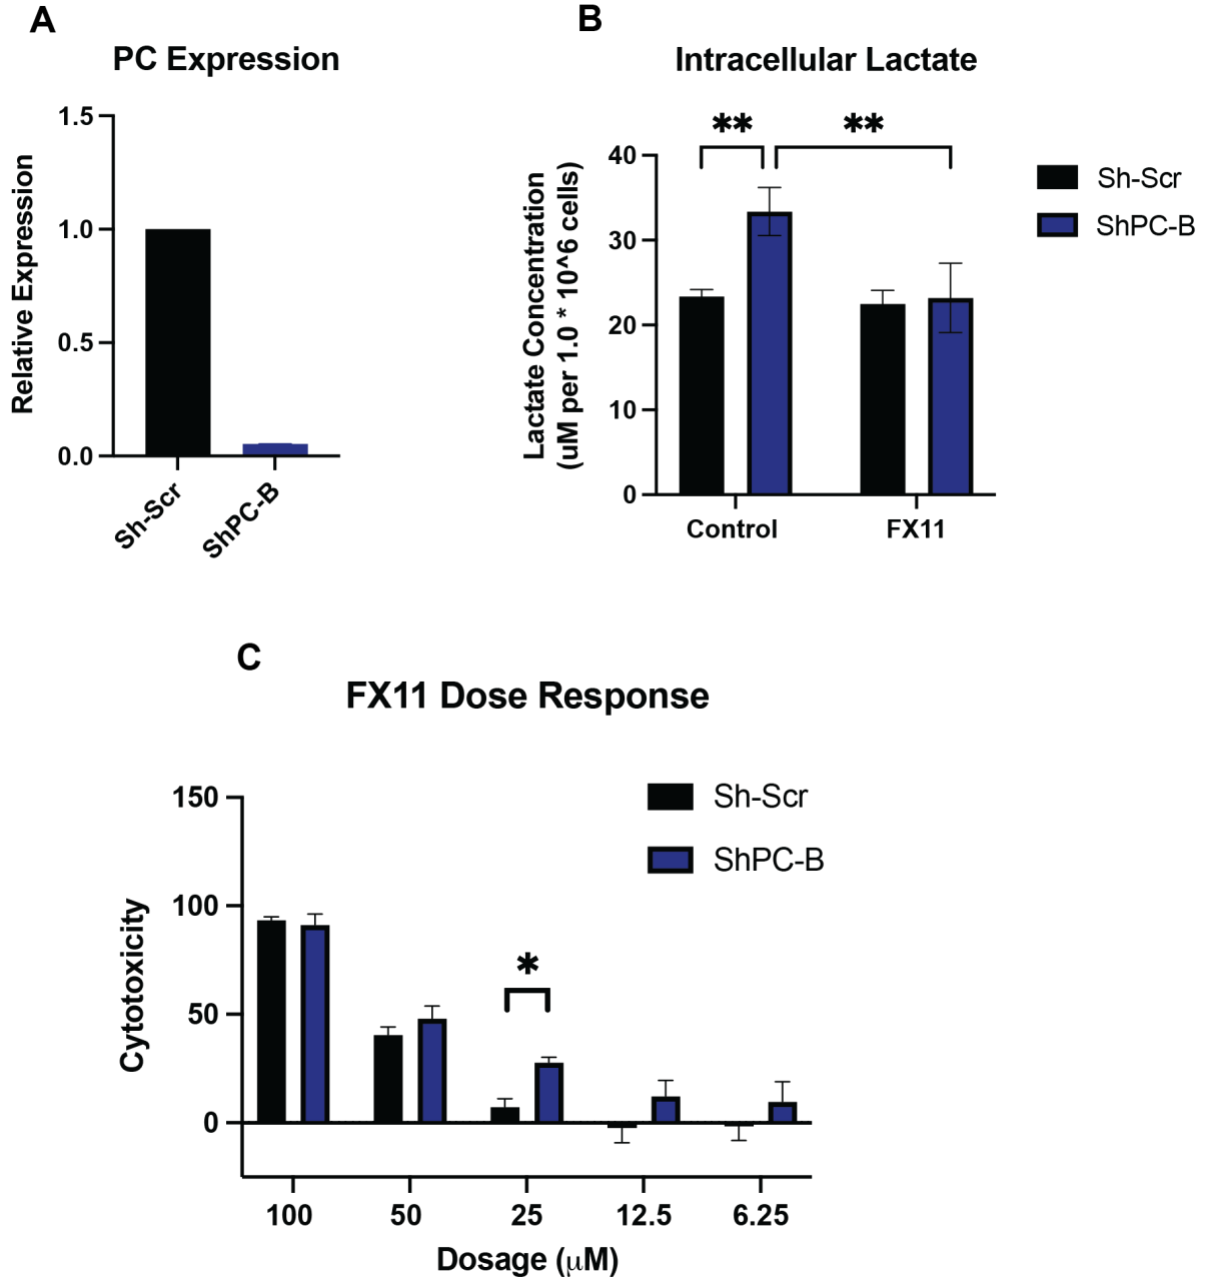 A
PC Expression
Relative Expression
1.5
1.0
0.5
0.0
Sh-Scr
ShPC-B
B
Intracellular Lactate
Lactate Concentration
(uM per 1.0 * 10^6 cells)
** **
40
30
20
10
0
Control FX11
Sh-Scr
ShPC-B
C
FX11 Dose Response
Cytotoxicity
150
100
50
0
*
Sh-Scr
ShPC-B
100 50 25 12.5 6.25
Dosage (μM)